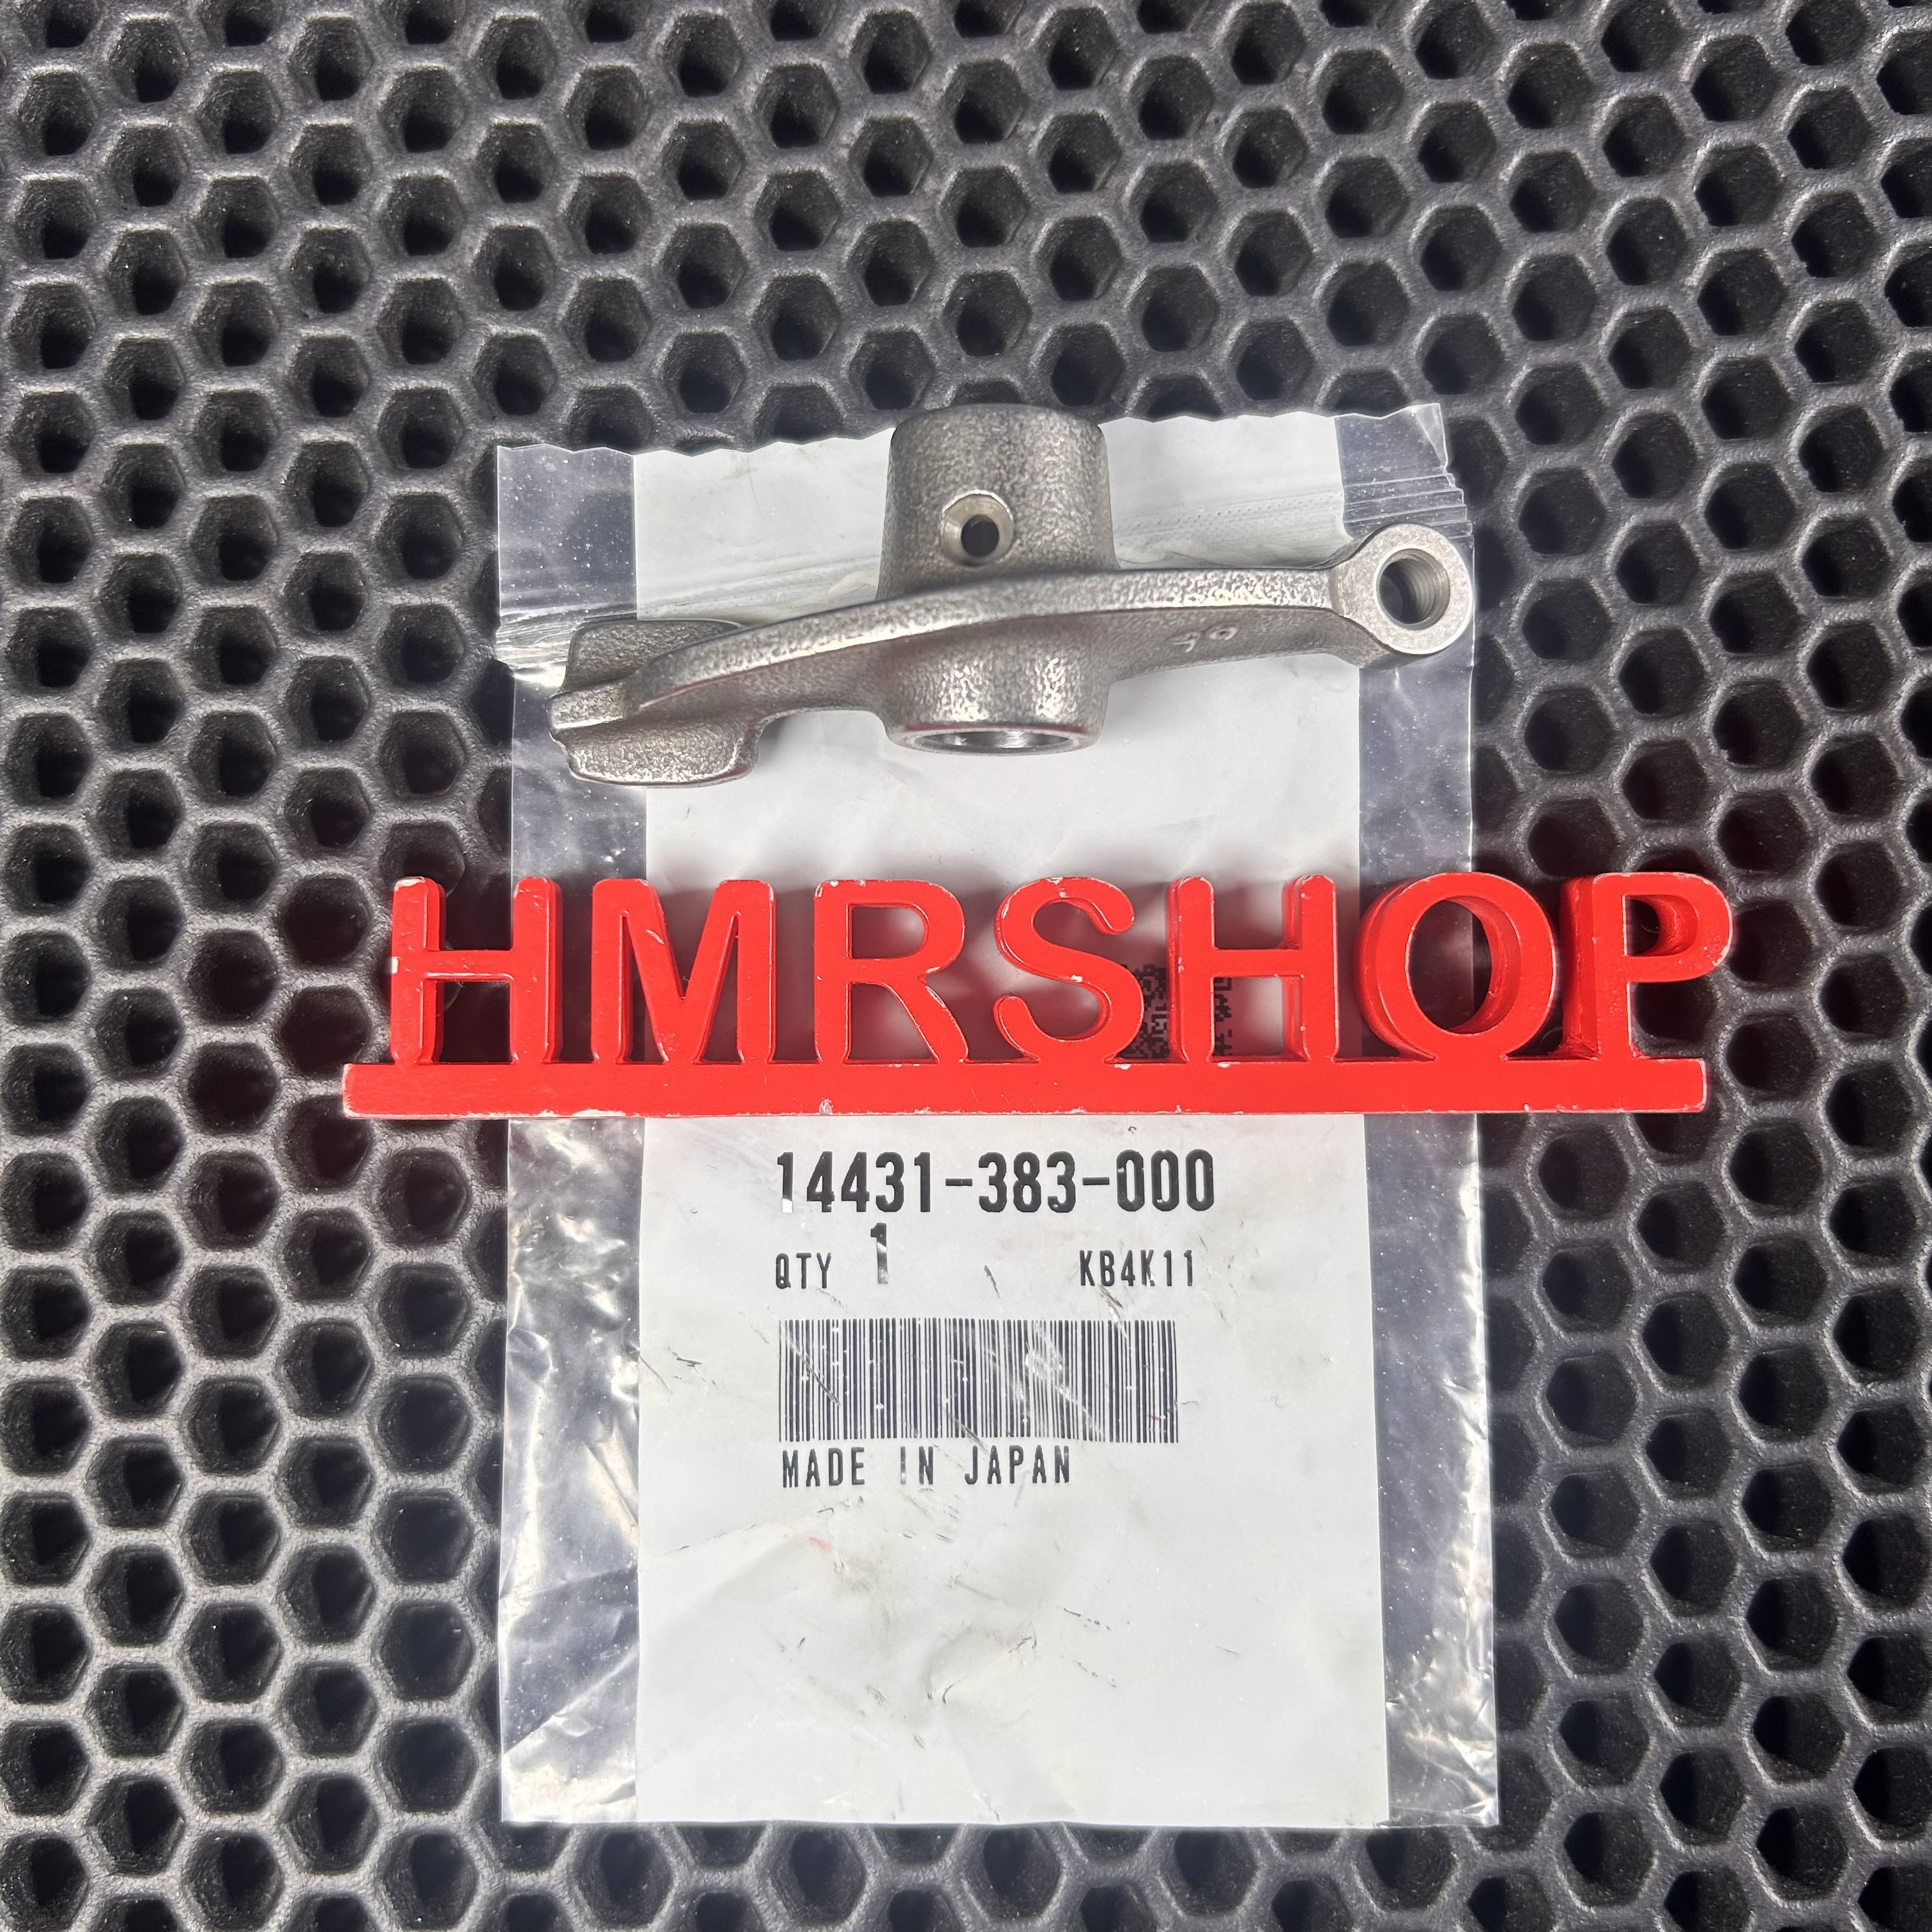 HMRSHOP
14431-383-000
QTY 1 KB4K11
MADE IN JAPAN